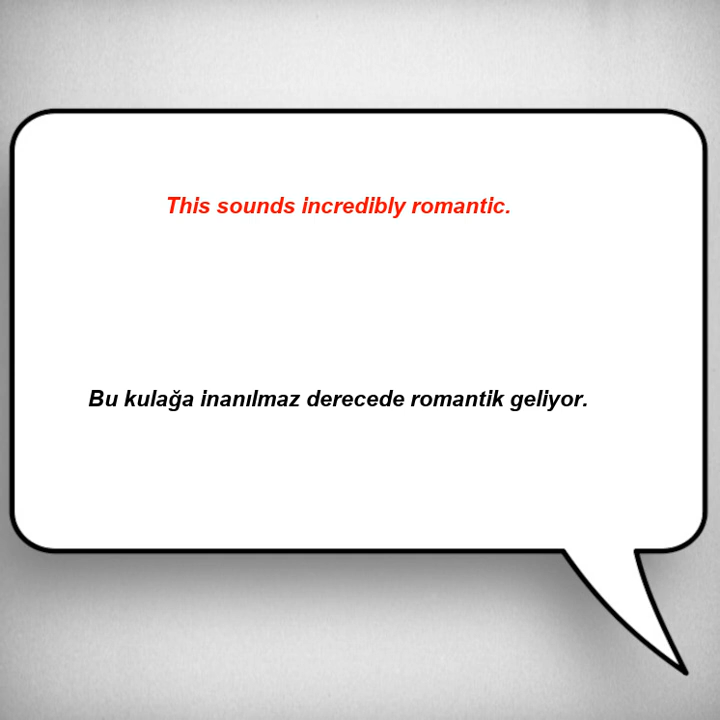 This sounds incredibly romantic.
Bu kulağa inanılmaz derecede romantik geliyor.